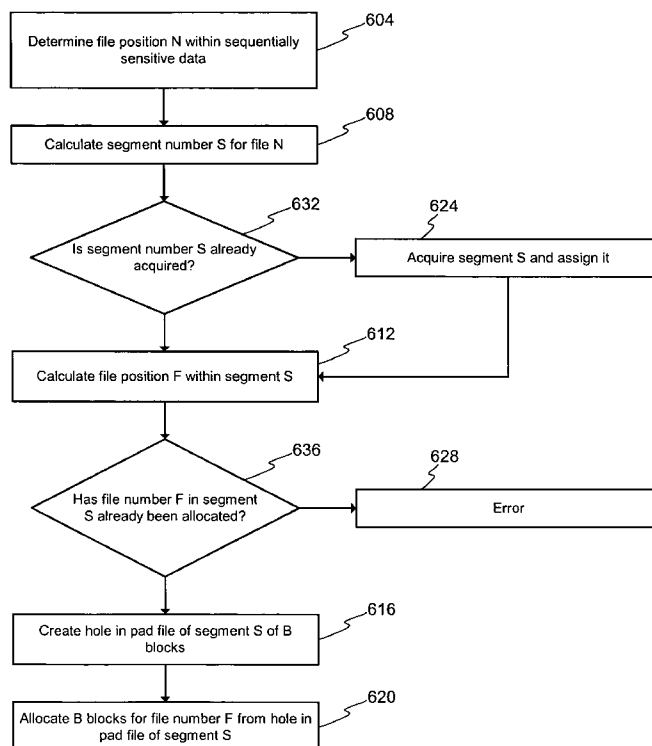 Determine file position N within sequentially
sensitive data
604
Calculate segment number S for file N
608
Is segment number S already
acquired?
632
Acquire segment S and assign it
624
Calculate file position F within segment S
612
Has file number F in segment
S already been allocated?
636
Error
628
Create hole in pad file of segment S of B
blocks
616
Allocate B blocks for file number F from hole in
pad file of segment S
620